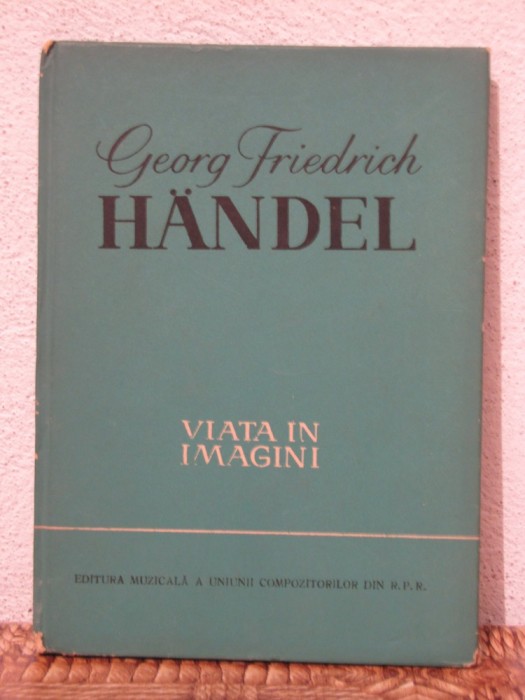 Georg Friedrich
HÄNDEL
VIATA IN
IMAGINI
EDITURA MUZICALĂ A UNIUNII COMPOZITORILOR DIN R.P.R.